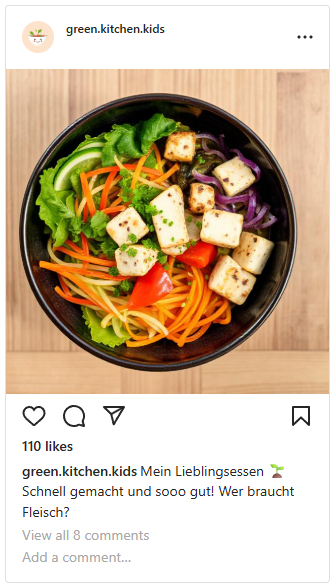 green.kitchen.kids
110 likes
green.kitchen.kids Mein Lieblingsessen 🌱
Schnell gemacht und sooo gut! Wer braucht
Fleisch?
View all 8 comments
Add a comment...